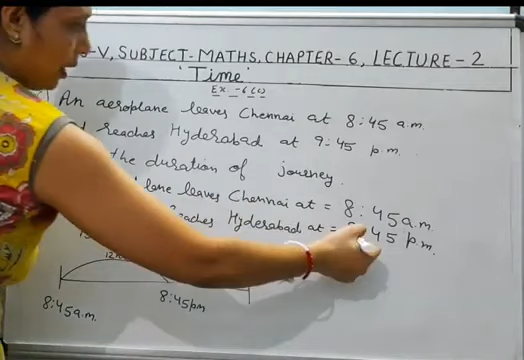 -V, SUBJECT-MATHS, CHAPTER-6, LECTURE-2
'Time'
Ex-6(c)
An aeroplane leaves Chennai at 8:45 a.m.
reaches Hyderabad at 9:45 p.m.
the duration of journey.
lane leaves Chennai at = 8:45 a.m.
eaches Hyderabad at = 45 p.m.
12
8:45 a.m. 8:45 pm